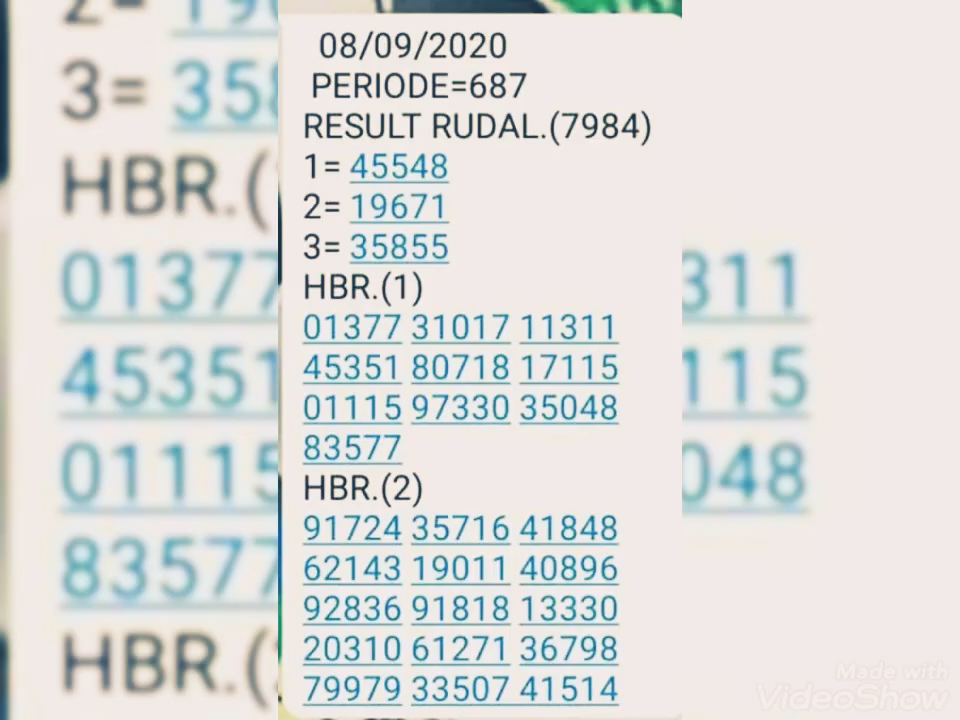 08/09/2020
PERIODE=687
RESULT RUDAL.(7984)
1= 45548
2= 19671
3= 35855
HBR.(1)
01377 31017 11311
45351 80718 17115
01115 97330 35048
83577
HBR.(2)
91724 35716 41848
62143 19011 40896
92836 91818 13330
20310 61271 36798
79979 33507 41514
Made with
VideoShow